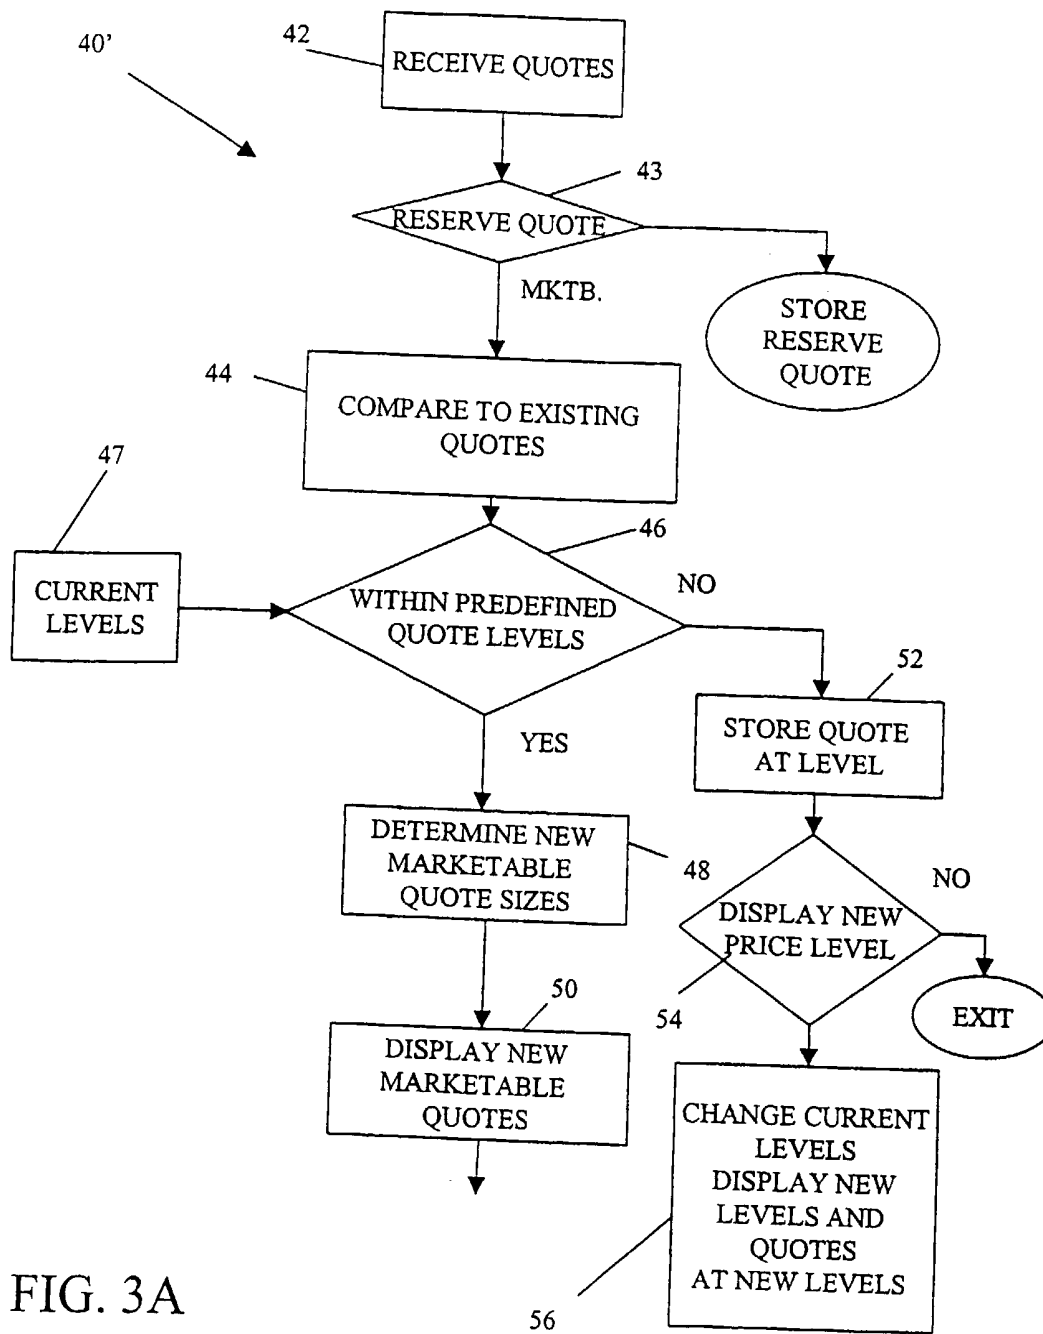 40’
42
RECEIVE QUOTES
43
RESERVE QUOTE
MKTB.
STORE
RESERVE
QUOTE
44
COMPARE TO EXISTING
QUOTES
47
CURRENT
LEVELS
46
WITHIN PREDEFINED
QUOTE LEVELS
NO
YES
52
STORE QUOTE
AT LEVEL
DETERMINE NEW
MARKETABLE
QUOTE SIZES
48
DISPLAY NEW
PRICE LEVEL
NO
54
EXIT
50
DISPLAY NEW
MARKETABLE
QUOTES
CHANGE CURRENT
LEVELS
DISPLAY NEW
LEVELS AND
QUOTES
AT NEW LEVELS
56
FIG. 3A